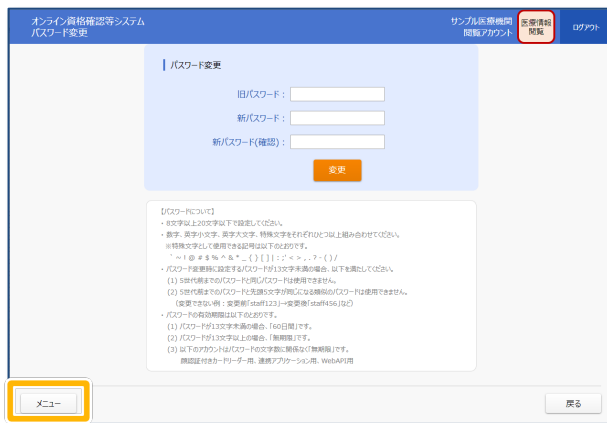 オンライン資格確認等システム
パスワード変更
サンプル医療機関
閲覧アカウント
医療情報
閲覧
ログアウト
パスワード変更
旧パスワード：
新パスワード：
新パスワード(確認)：
変更
【パスワードについて】
・8文字以上20文字以下で設定してください。
・数字、英字小文字、英字大文字、特殊文字をそれぞれひとつ以上組み合わせてください。
※特殊文字として使用できる記号は以下のとおりです。
` ~ ! @ # $ % ^ & * _ { } [ ] | : ; ' < > , . ? - ( ) /
・パスワード変更時に設定するパスワードが13文字未満の場合、以下を満たしてください。
(1) 5世代前までのパスワードと同じパスワードは使用できません。
(2) 5世代前までのパスワードと先頭5文字が同じになる類似のパスワードは使用できません。
（変更できない例：変更前「staff123」→変更後「staff456」など）
・パスワードの有効期限は以下のとおりです。
(1) パスワードが13文字未満の場合、「60日間」です。
(2) パスワードが13文字以上の場合、「無期限」です。
(3) 以下のアカウントはパスワードの文字数に関係なく「無期限」です。
顔認証付きカードリーダー用、連携アプリケーション用、WebAPI用
メニュー
戻る